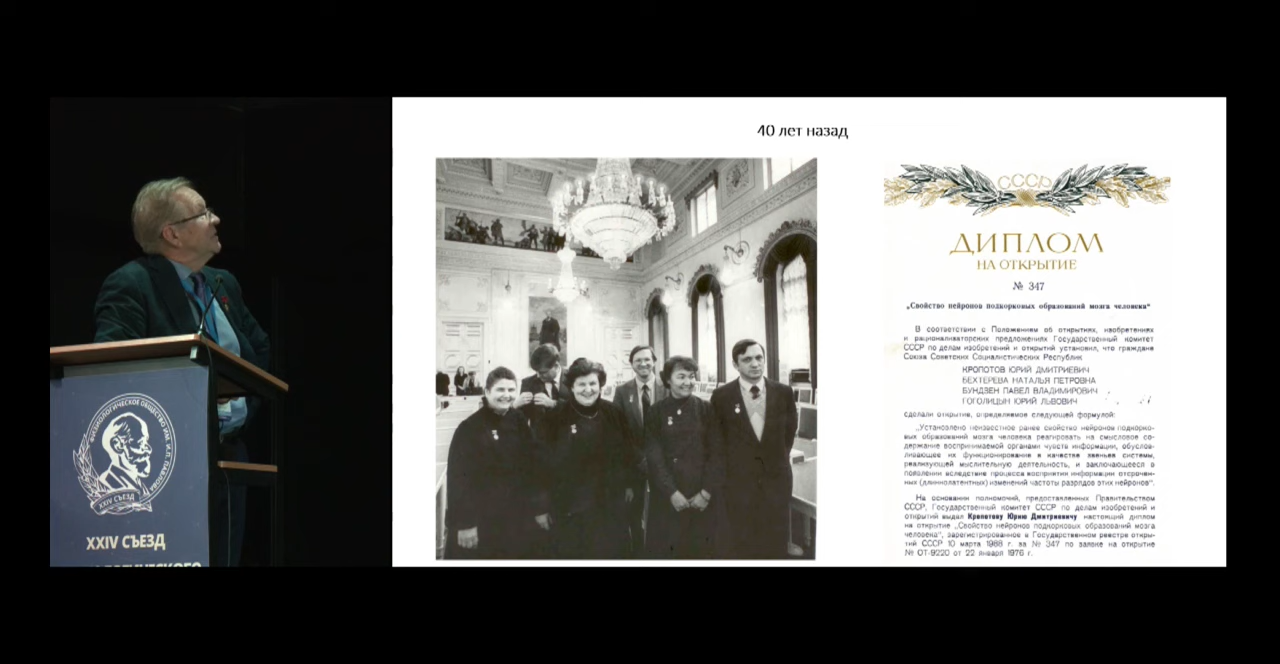 40 лет назад
СССР
ДИПЛОМ
НА ОТКРЫТИЕ
№ 347
„Свойство нейронов подкорковых образований мозга человека“
В соответствии с Положением об открытиях, изобретениях
и рационализаторских предложениях Государственный комитет
СССР по делам изобретений и открытий установил, что граждане
Союза Советских Социалистических Республик
КРОПОТОВ ЮРИЙ ДМИТРИЕВИЧ
БЕХТЕРЕВА НАТАЛЬЯ ПЕТРОВНА
БУНДЗЕН ПАВЕЛ ВЛАДИМИРОВИЧ
ГОГОЛИЦЫН ЮРИЙ ЛЬВОВИЧ
сделали открытие, определяемое следующей формулой:
„Установлено неизвестное ранее свойство нейронов подкорко-
вых образований мозга человека реагировать на смысловое со-
держание воспринимаемой органами чувств информации, обуслов-
ливающее их функционирование в качестве звеньев системы,
реализующей мыслительную деятельность, и заключающееся в
появлении вследствие процесса восприятия информации отсрочен-
ных (длиннолатентных) изменений частоты разрядов этих нейронов“.
На основании полномочий, предоставленных Правительством
СССР, Государственный комитет СССР по делам изобретений и
открытий выдал Кропотову Юрию Дмитриевичу настоящий диплом
на открытие „Свойство нейронов подкорковых образований мозга
человека“, зарегистрированное в Государственном реестре откры-
тий СССР 10 марта 1988 г. за № 347 по заявке на открытие
№ ОТ-9220 от 22 января 1976 г.
ФИЗИОЛОГИЧЕСКОЕ ОБЩЕСТВО ИМ. И.П. ПАВЛОВА
XXIV СЪЕЗД
XXIV СЪЕЗД